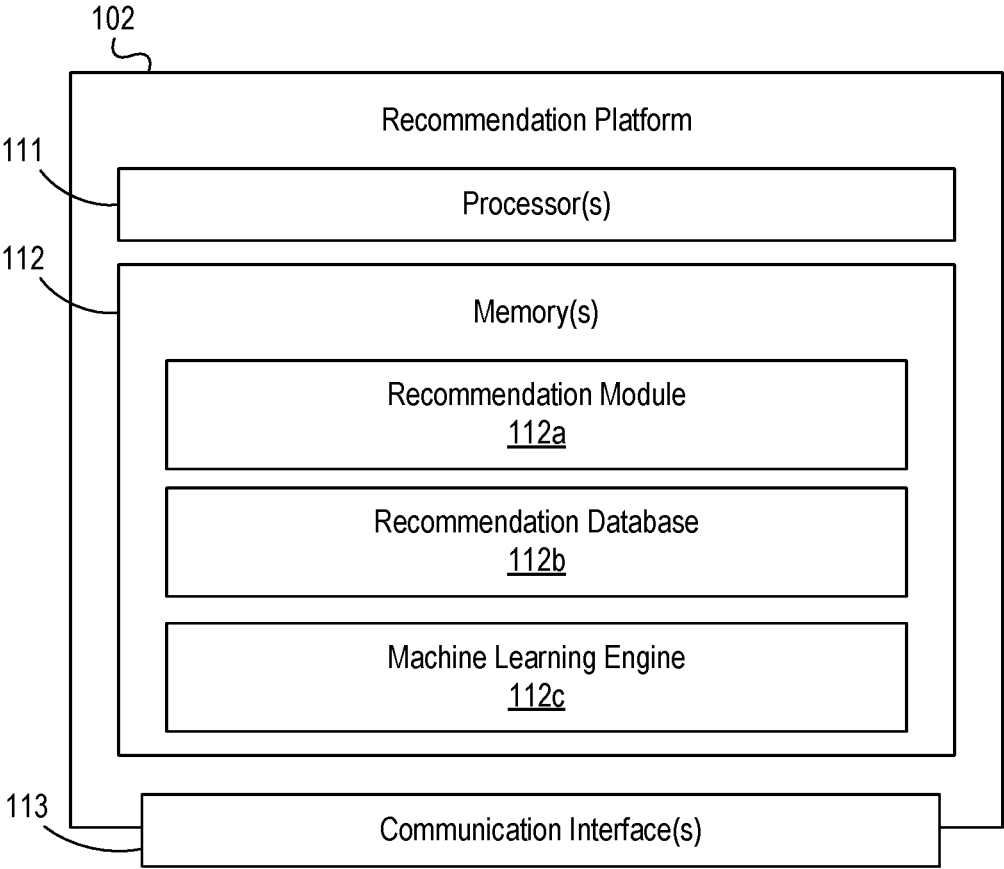 102
Recommendation Platform
111
Processor(s)
112
Memory(s)
Recommendation Module
112a
Recommendation Database
112b
Machine Learning Engine
112c
113
Communication Interface(s)